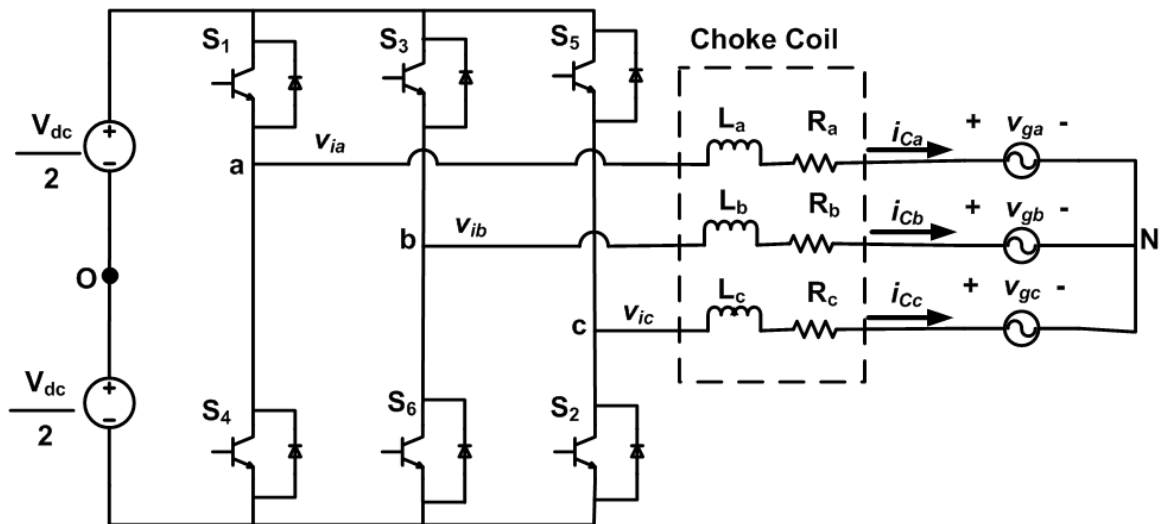 S1
S3
S5
Choke Coil
Vdc
2
+
−
via
a
La
Ra
iCa
+ vga -
vib
b
Lb
Rb
iCb
+ vgb -
N
O
vic
c
Lc
Rc
iCc
+ vgc -
Vdc
2
+
−
S4
S6
S2